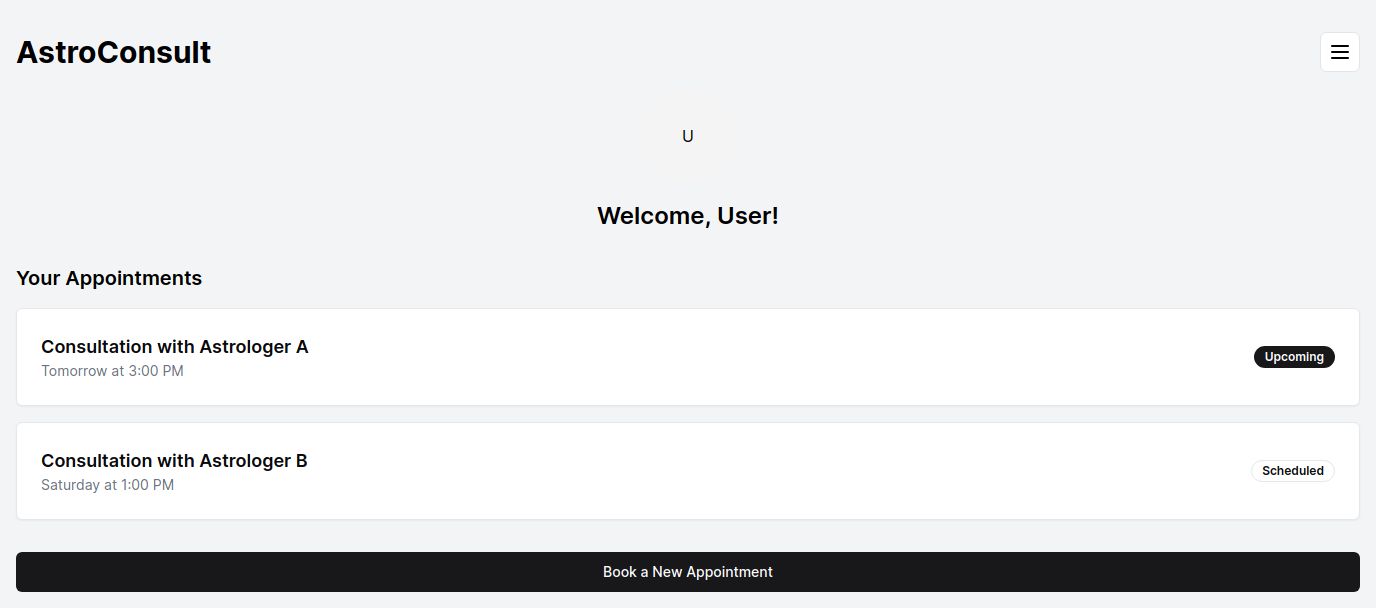 AstroConsult
U
Welcome, User!
Your Appointments
Consultation with Astrologer A
Tomorrow at 3:00 PM
Upcoming
Consultation with Astrologer B
Saturday at 1:00 PM
Scheduled
Book a New Appointment